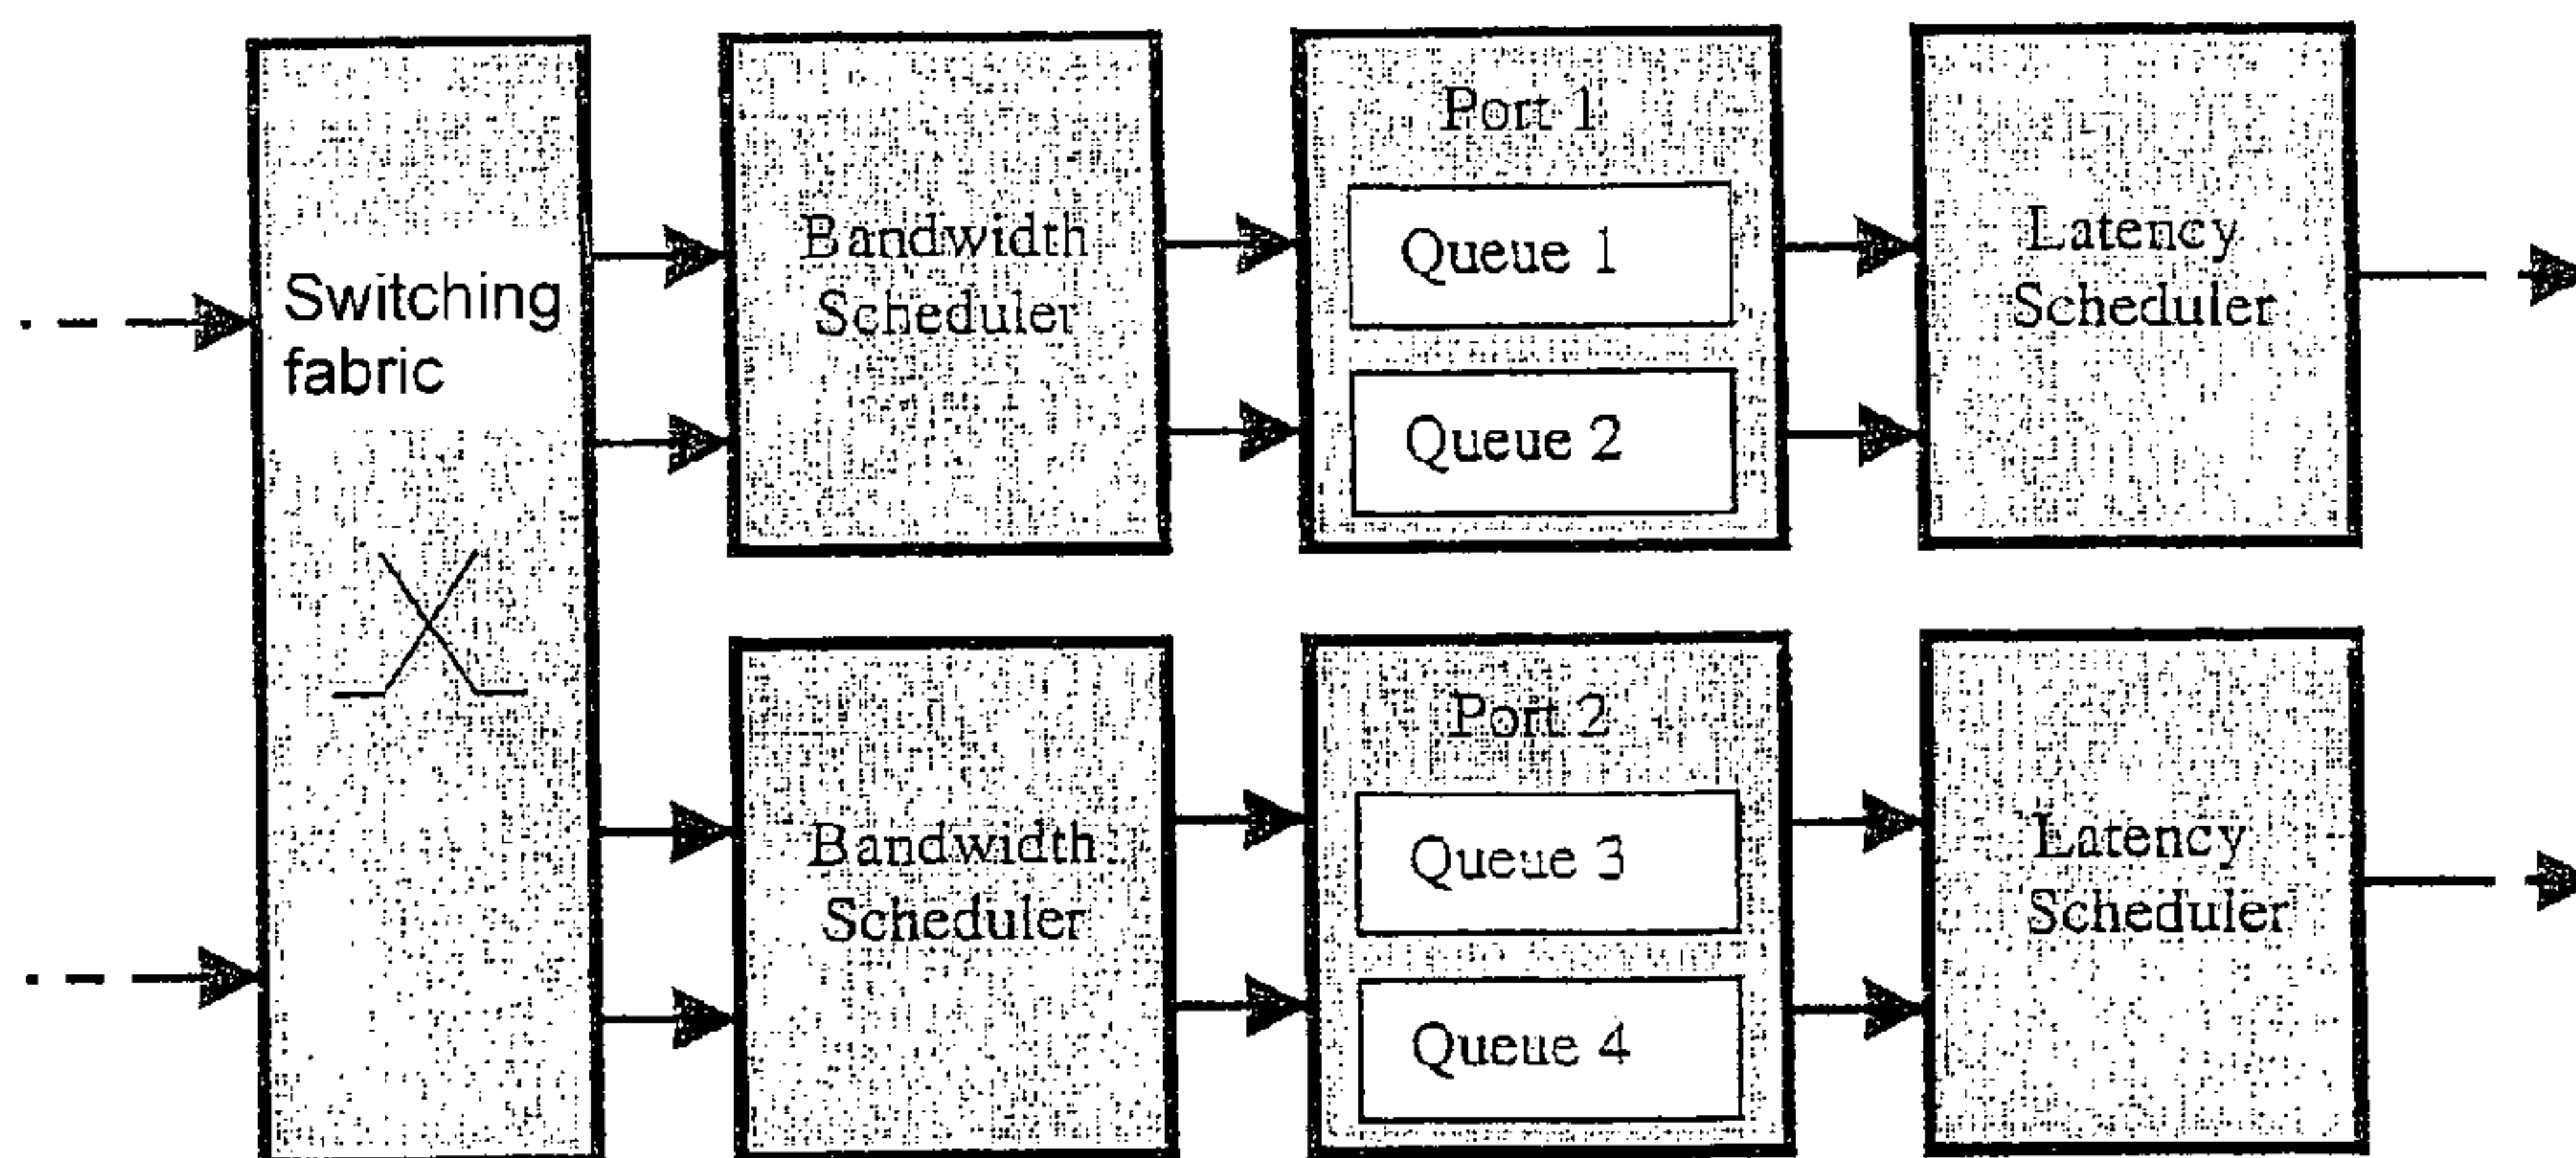 Switching
fabric
Bandwidth
Scheduler
Port 1
Queue 1
Queue 2
Latency
Scheduler
Bandwidth
Scheduler
Port 2
Queue 3
Queue 4
Latency
Scheduler